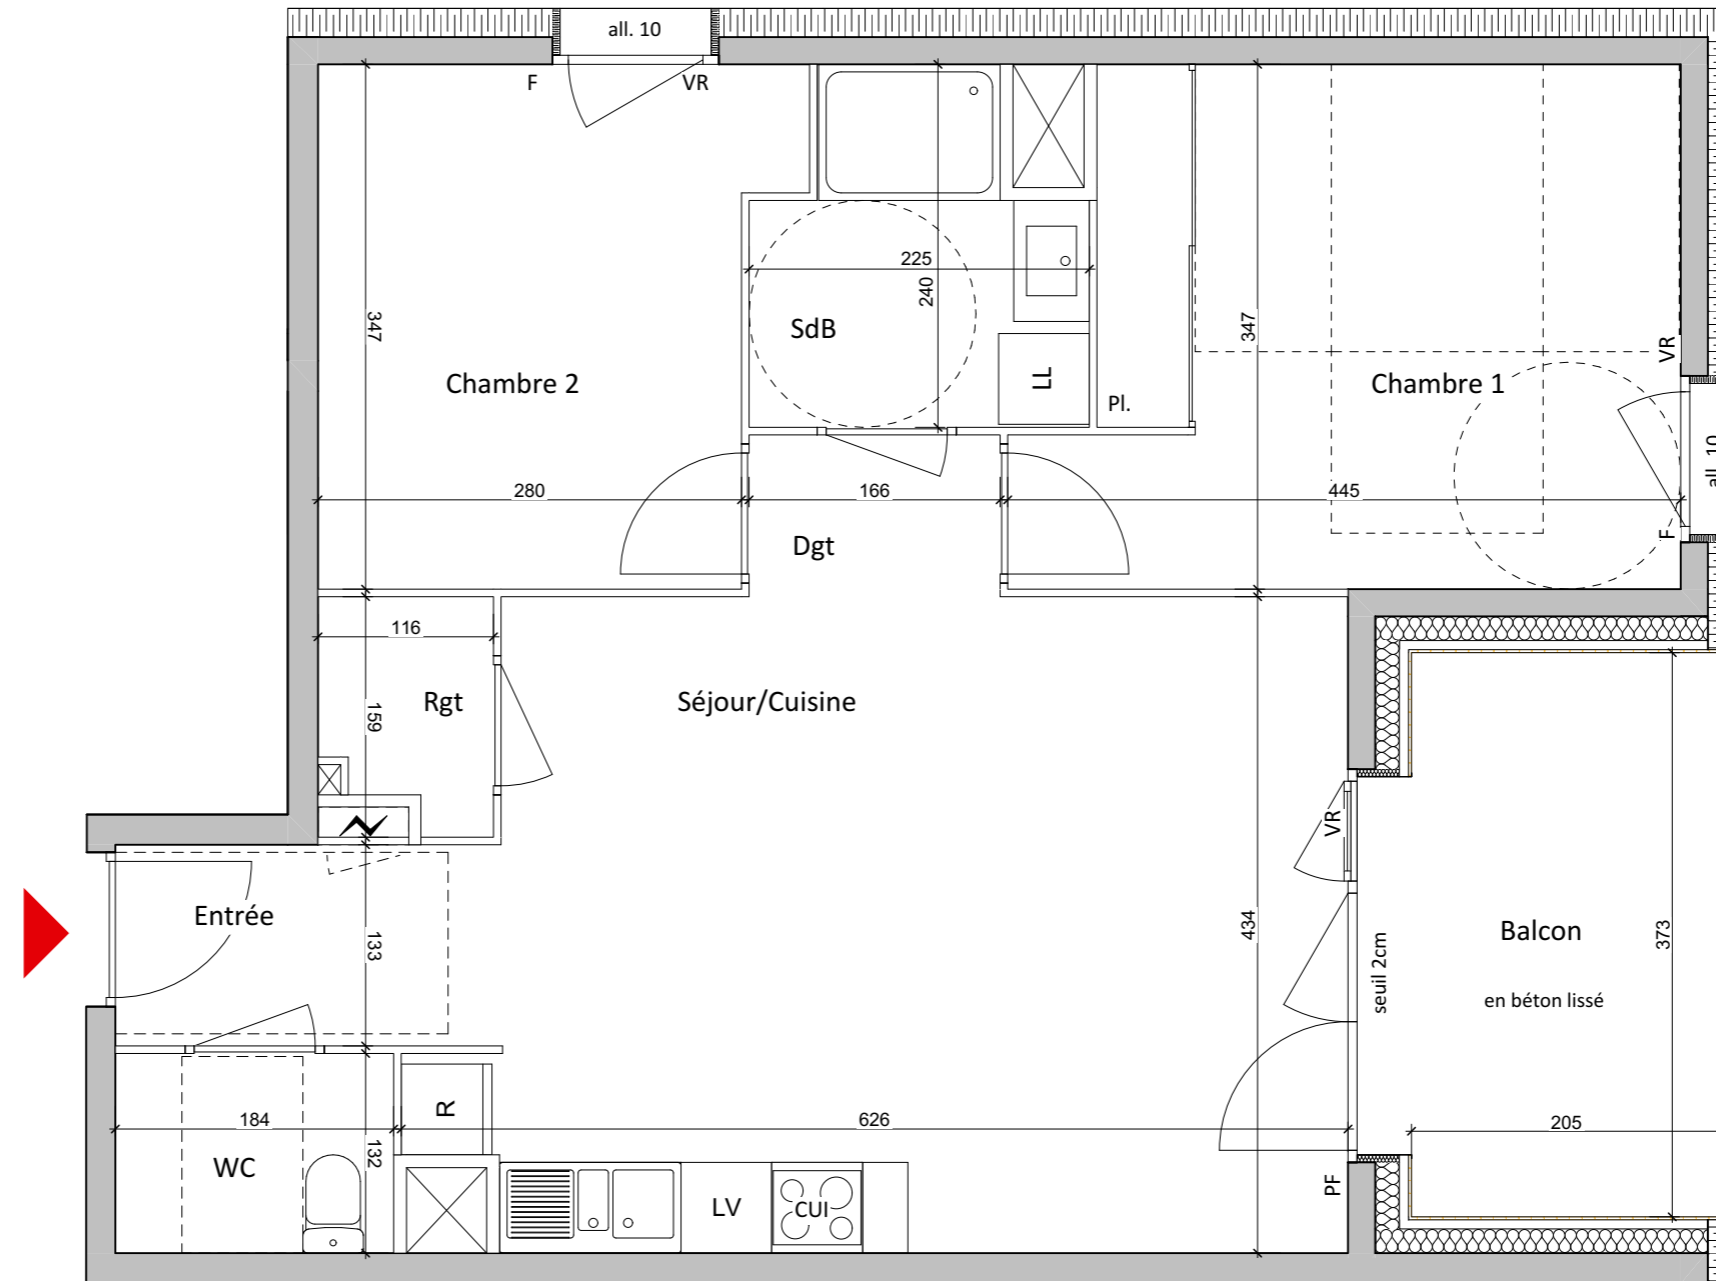 all. 10
F
VR
225
240
SdB
347
347
VR
Chambre 2
LL
Pl.
Chambre 1
all. 10
280
166
445
F
Dgt
116
Rgt
Séjour/Cuisine
159
VR
Entrée
133
434
seuil 2cm
Balcon
373
en béton lissé
R
184
626
205
132
WC
PF
LV
CUI